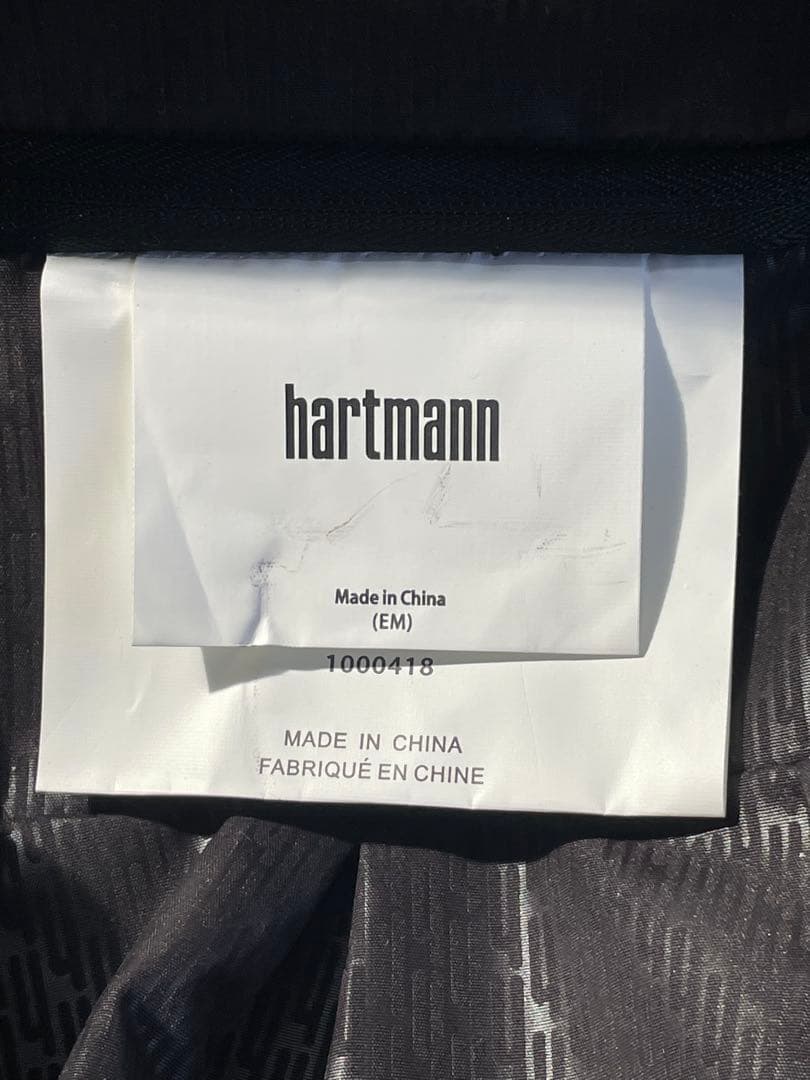 hartmann
Made in China
(EM)
1000418
MADE IN CHINA
FABRIQUÉ EN CHINE